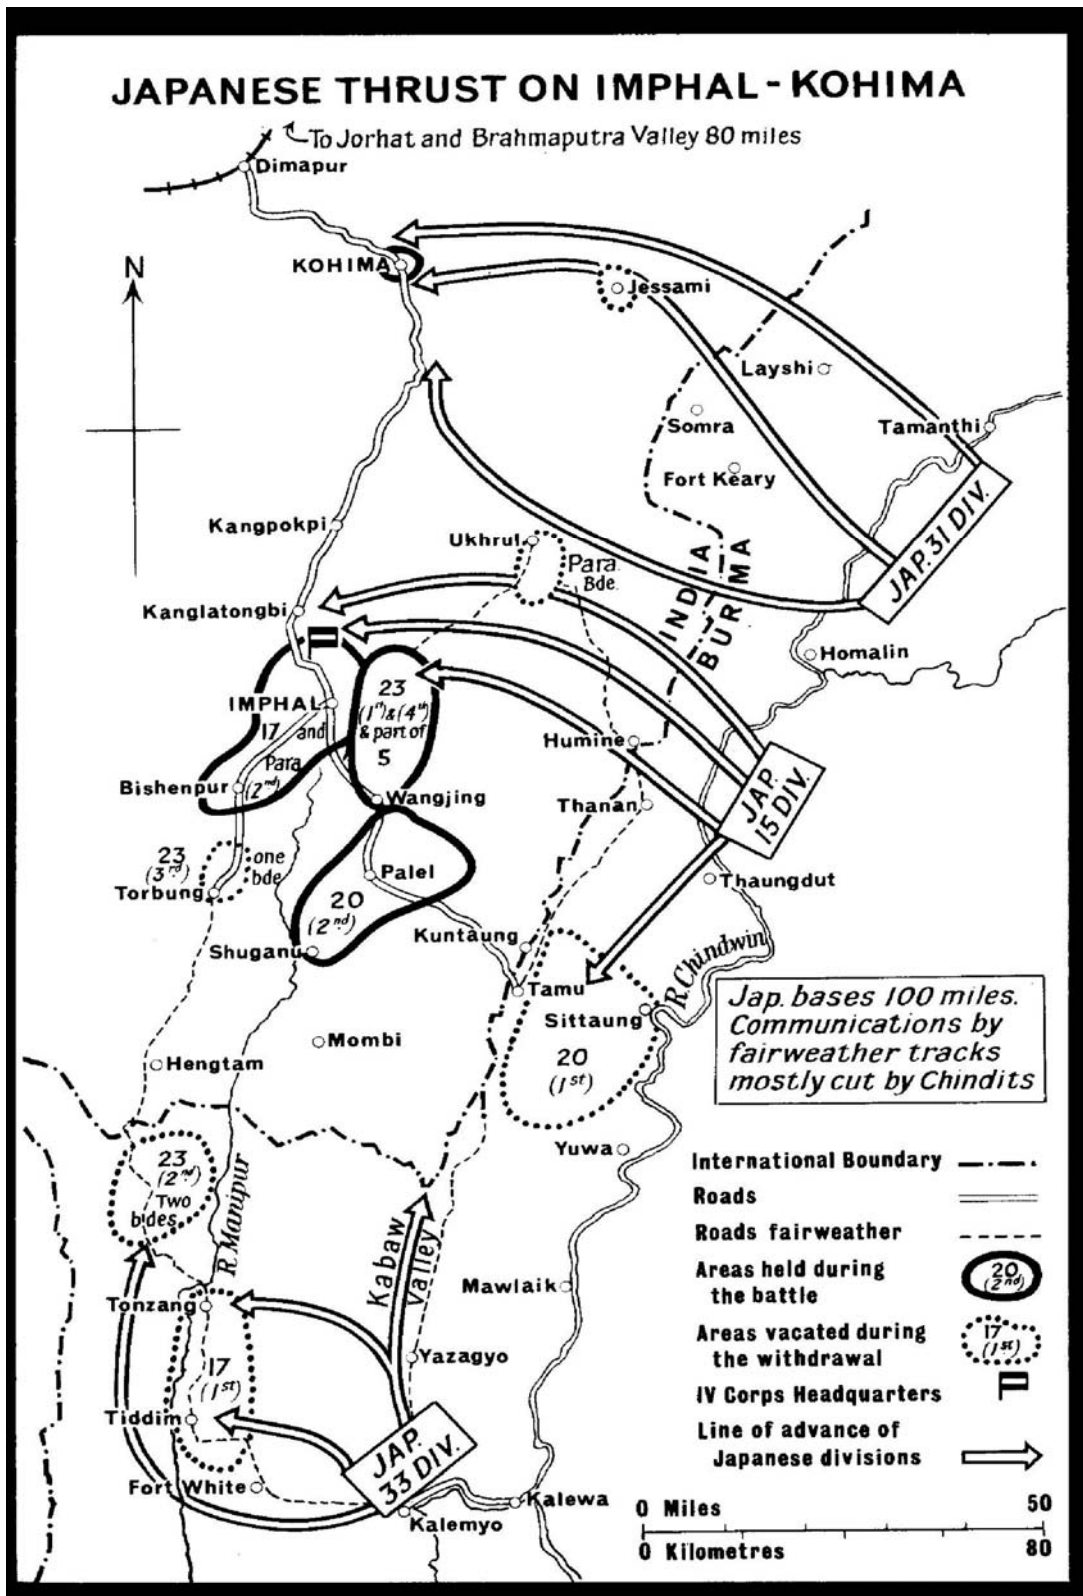 JAPANESE THRUST ON IMPHAL-KOHIMA
To Jorhat and Brahmaputra Valley 80 miles
Dimapur
N
KOHIMA
Jessami
Layshi
Somra
Tamanthi
Fort Keary
JAP. 31 DIV.
Kangpokpi
Ukhrul
Para.
Bde.
INDIA
BURMA
Kanglatongbi
Homalin
IMPHAL
23
(1st) & (4th)
& part of
5
17 and
Para
(2nd)
Humine
Bishenpur
Wangjing
Thanan
JAP.
15 DIV.
23
(3rd)
one
bde
Torbung
Palel
Thaungdut
20
(2nd)
Shuganu
Kuntaung
R. Chindwin
Tamu
Sittaung
Jap. bases 100 miles.
Communications by
fairweather tracks
mostly cut by Chindits
Mombi
Hengtam
20
(1st)
Yuwa
23
(2nd)
Two
bdes
R. Manipur
Kabaw
Valley
Mawlaik
Tonzang
Yazagyo
17
(1st)
Tiddim
JAP.
33 DIV.
Fort White
Kalewa
Kalemyo
International Boundary
Roads
Roads fairweather
Areas held during
the battle
20
(2nd)
Areas vacated during
the withdrawal
17
(1st)
IV Corps Headquarters
Line of advance of
Japanese divisions
0 Miles 50
0 Kilometres 80